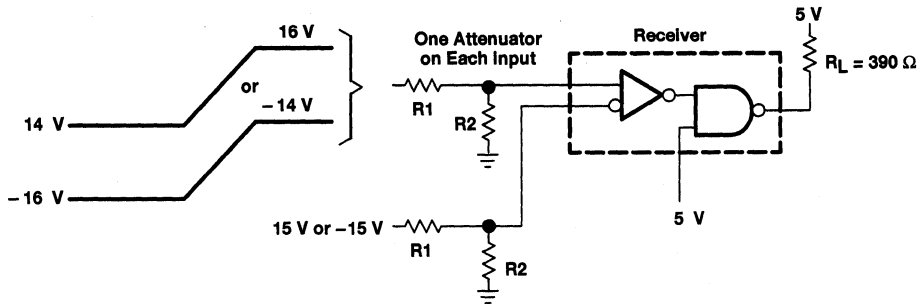 16 V
or
14 V
– 14 V
– 16 V
One Attenuator
on Each Input
R1
R2
Receiver
5 V
R_L = 390 Ω
5 V
15 V or –15 V
R1
R2